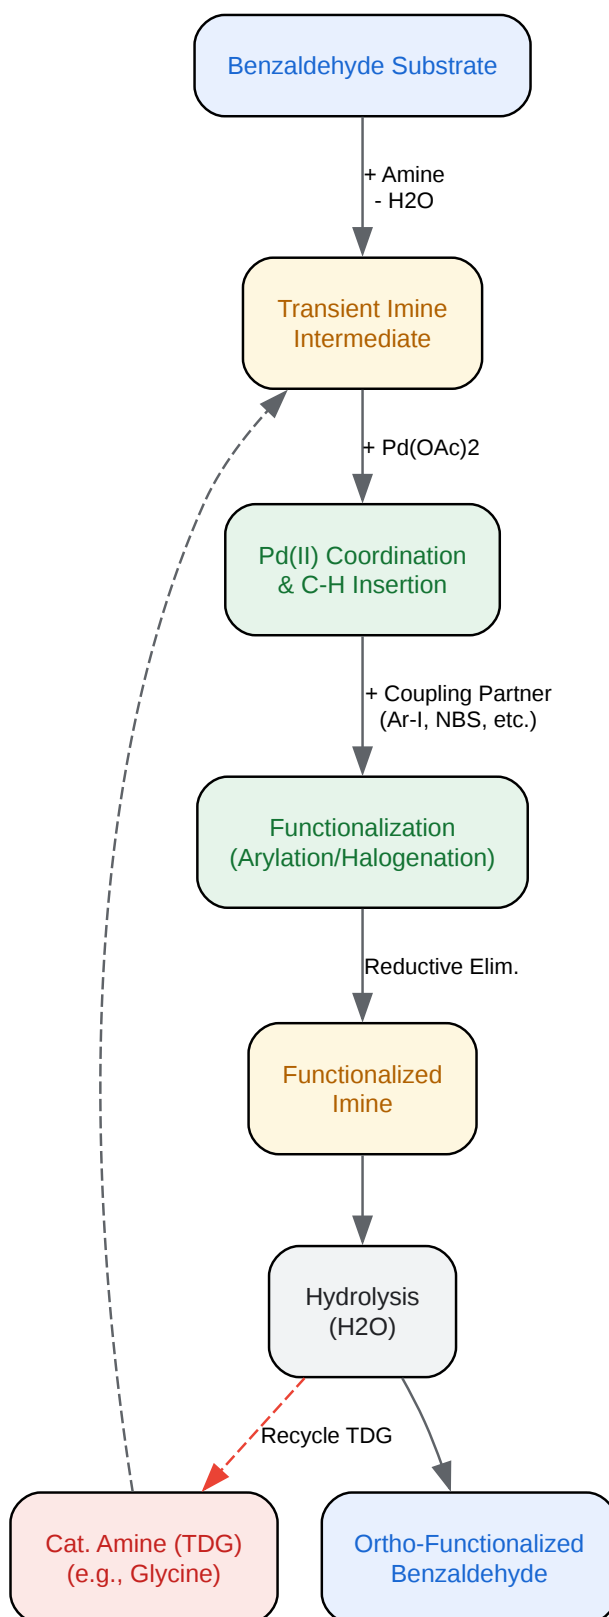 Benzaldehyde Substrate
+ Amine
- H2O
Transient Imine
Intermediate
+ Pd(OAc)2
Pd(II) Coordination
& C-H Insertion
+ Coupling Partner
(Ar-I, NBS, etc.)
Functionalization
(Arylation/Halogenation)
Reductive Elim.
Functionalized
Imine
Hydrolysis
(H2O)
Recycle TDG
Cat. Amine (TDG)
(e.g., Glycine)
Ortho-Functionalized
Benzaldehyde